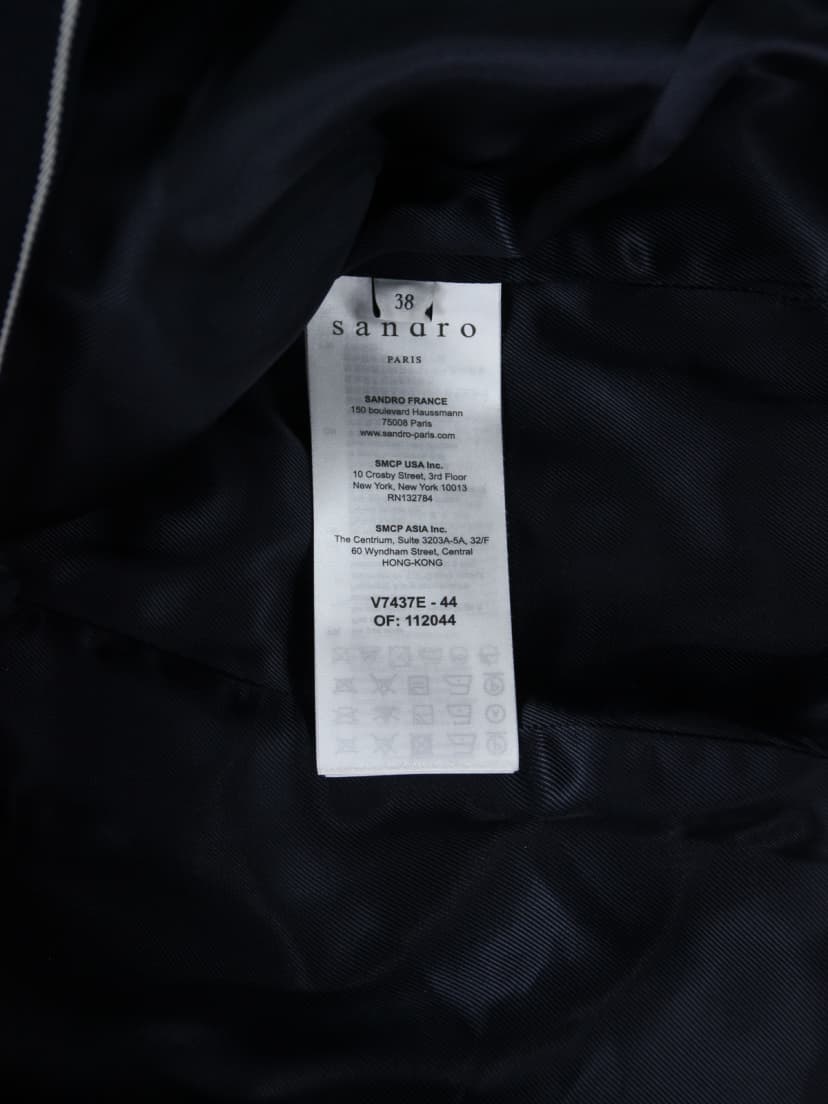 38
sandro
PARIS
SANDRO FRANCE
150 boulevard Haussmann
75008 Paris
www.sandro-paris.com
SMCP USA Inc.
10 Crosby Street, 3rd Floor
New York, New York 10013
RN132784
SMCP ASIA Inc.
The Centrium, Suite 3203A-5A, 32/F
60 Wyndham Street, Central
HONG-KONG
V7437E - 44
OF: 112044